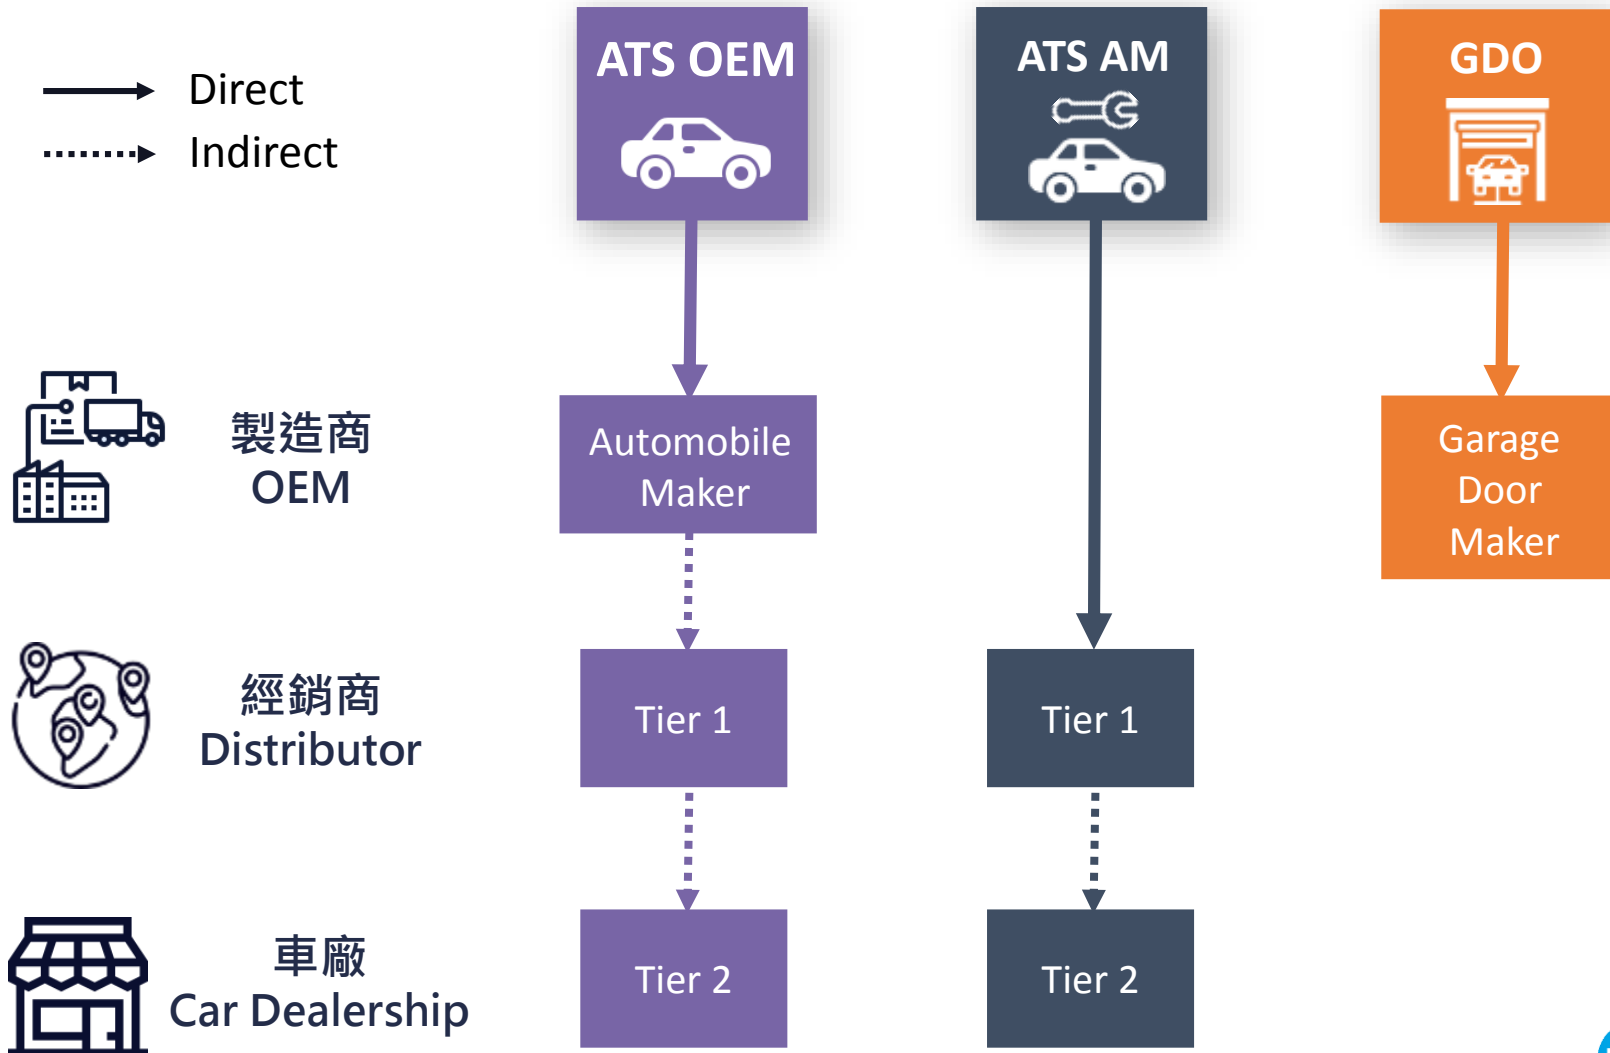 Direct
Indirect
ATS OEM
ATS AM
GDO
製造商
OEM
Automobile
Maker
Garage
Door
Maker
經銷商
Distributor
Tier 1
Tier 1
車廠
Car Dealership
Tier 2
Tier 2